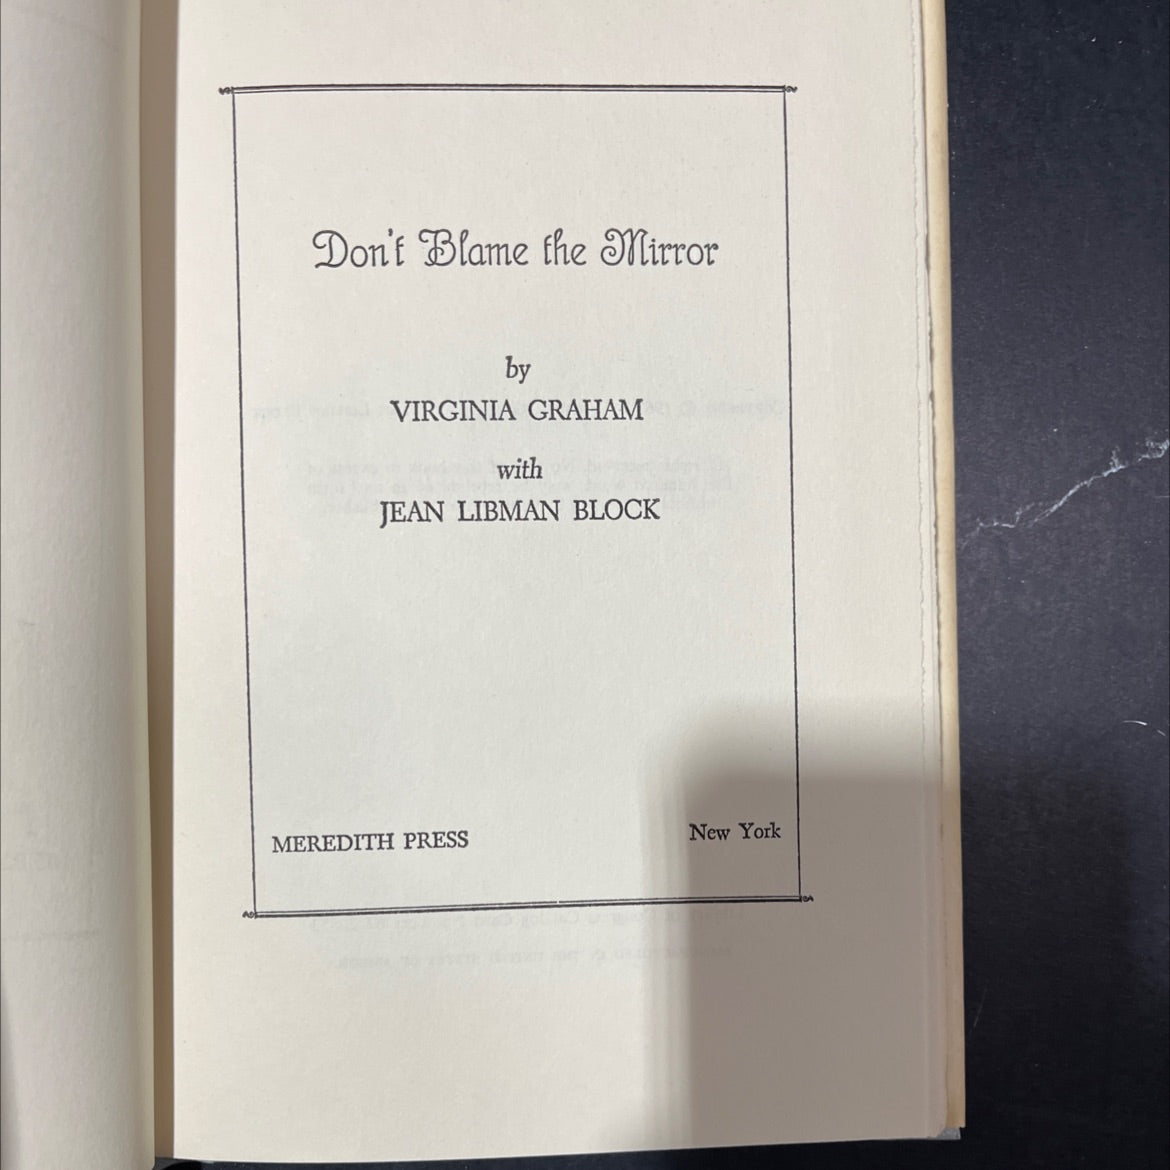 Don't Blame the Mirror
by
VIRGINIA GRAHAM
with
JEAN LIBMAN BLOCK
MEREDITH PRESS
New York